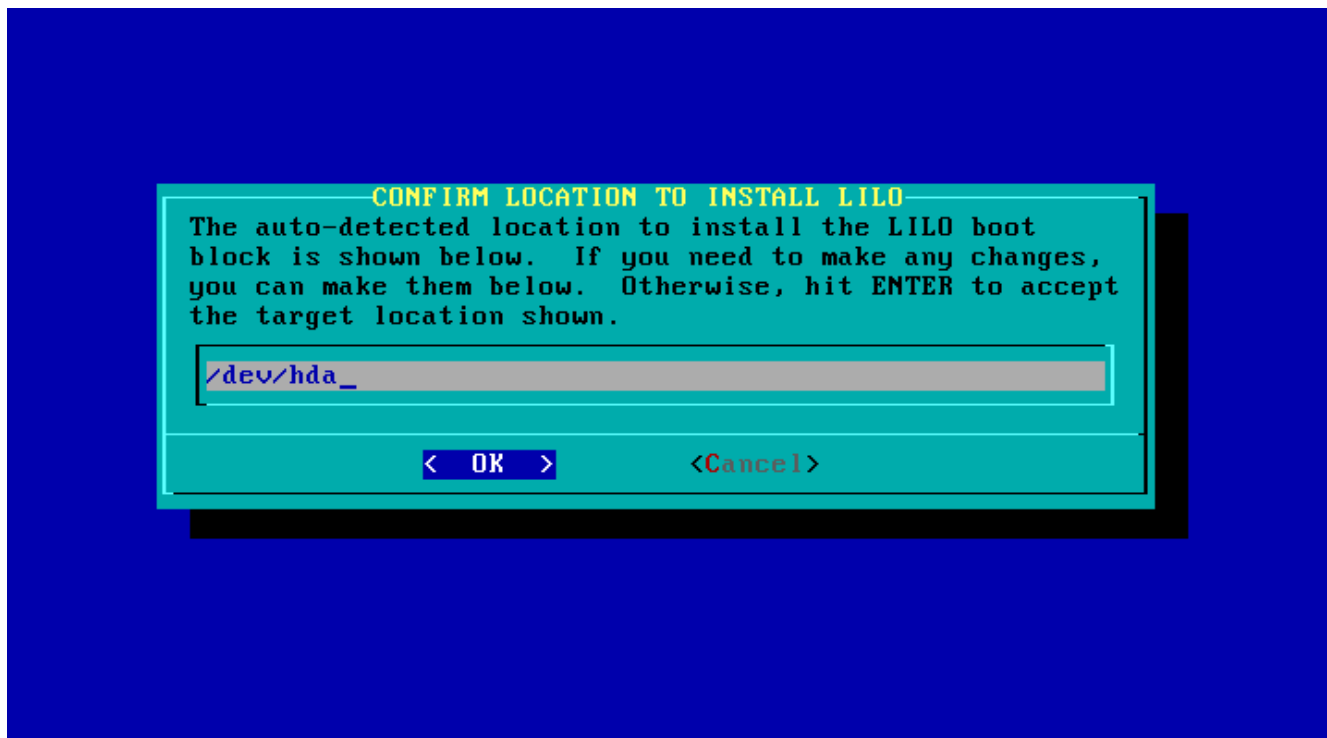 CONFIRM LOCATION TO INSTALL LILO
The auto-detected location to install the LILO boot
block is shown below.  If you need to make any changes,
you can make them below.  Otherwise, hit ENTER to accept
the target location shown.
/dev/hda_
<  OK  >          <Cancel>